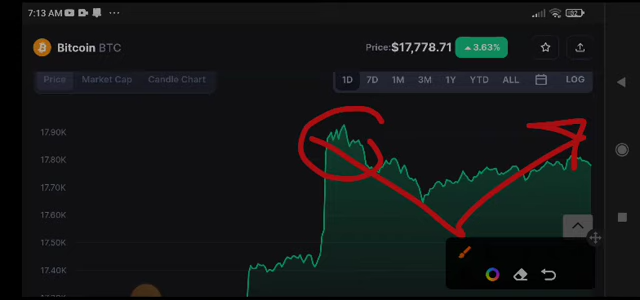 7:13 AM
92
Bitcoin BTC
Price: $17,778.71 3.63%
Price Market Cap Candle Chart
1D 7D 1M 3M 1Y YTD ALL LOG
17.90K
17.80K
17.70K
17.60K
17.50K
17.40K